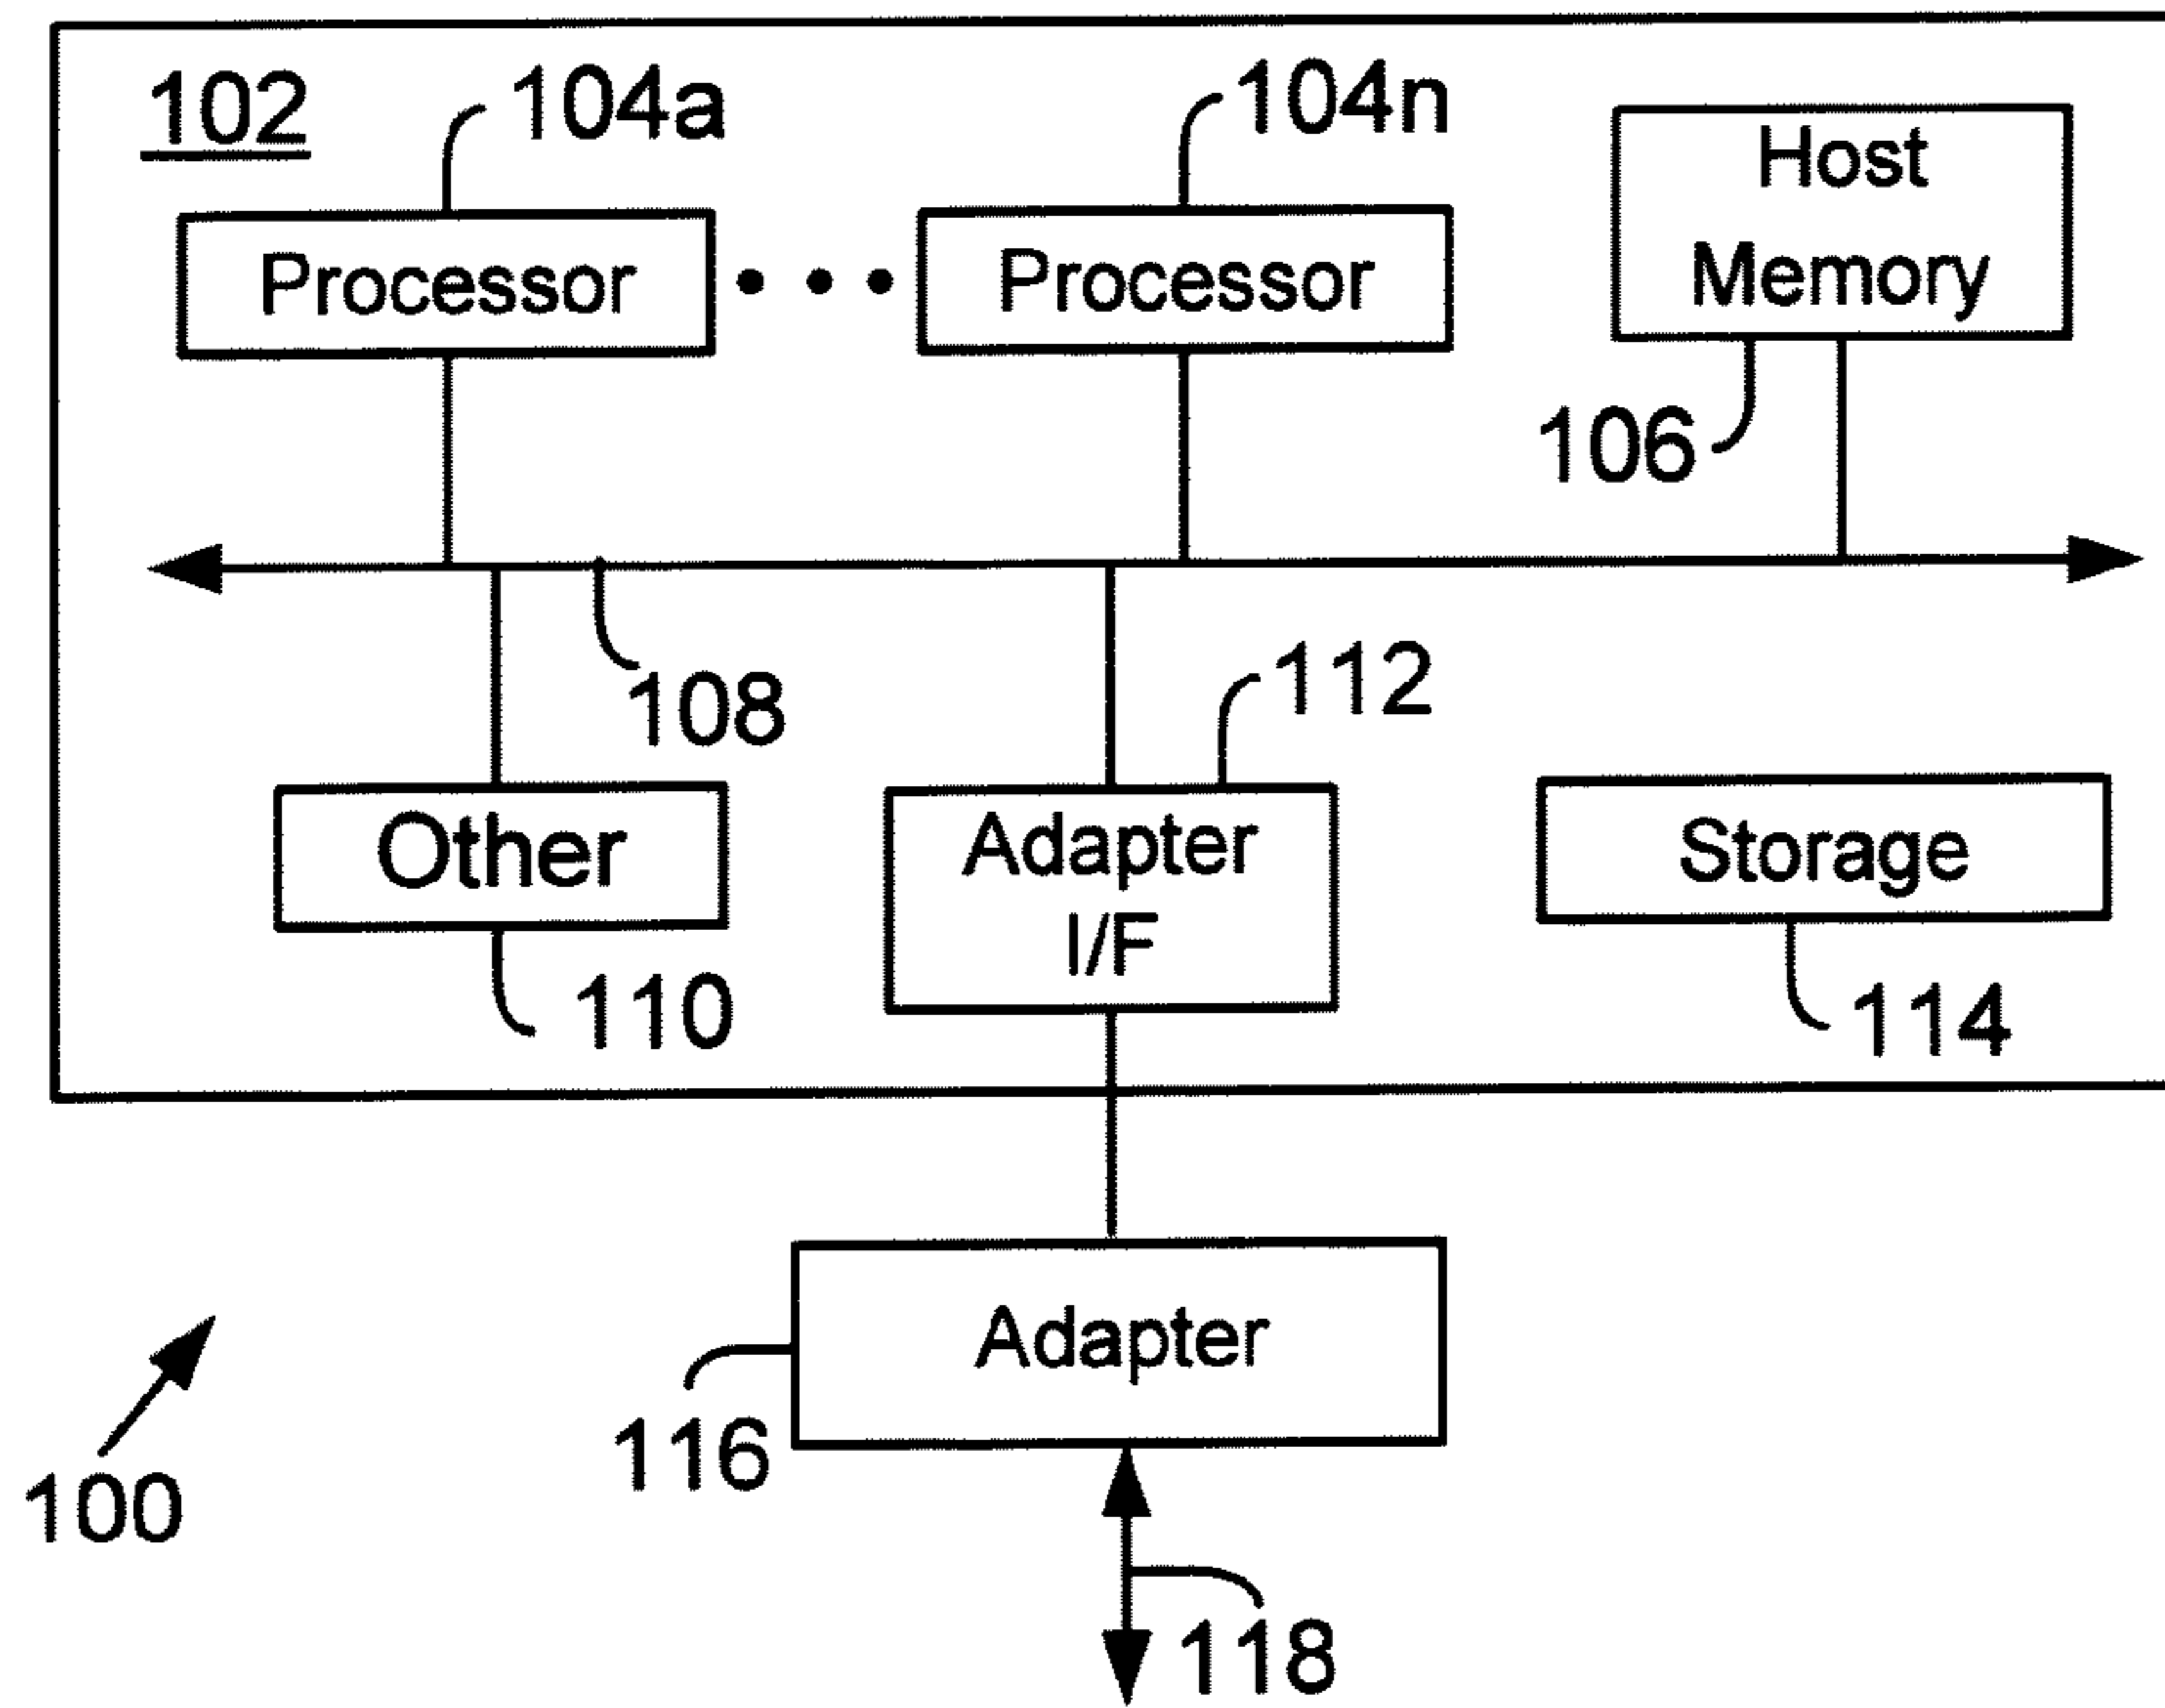 102
104a
104n
Host
Memory
Processor
Processor
106
108
112
Other
Adapter
I/F
Storage
110
114
Adapter
116
100
118